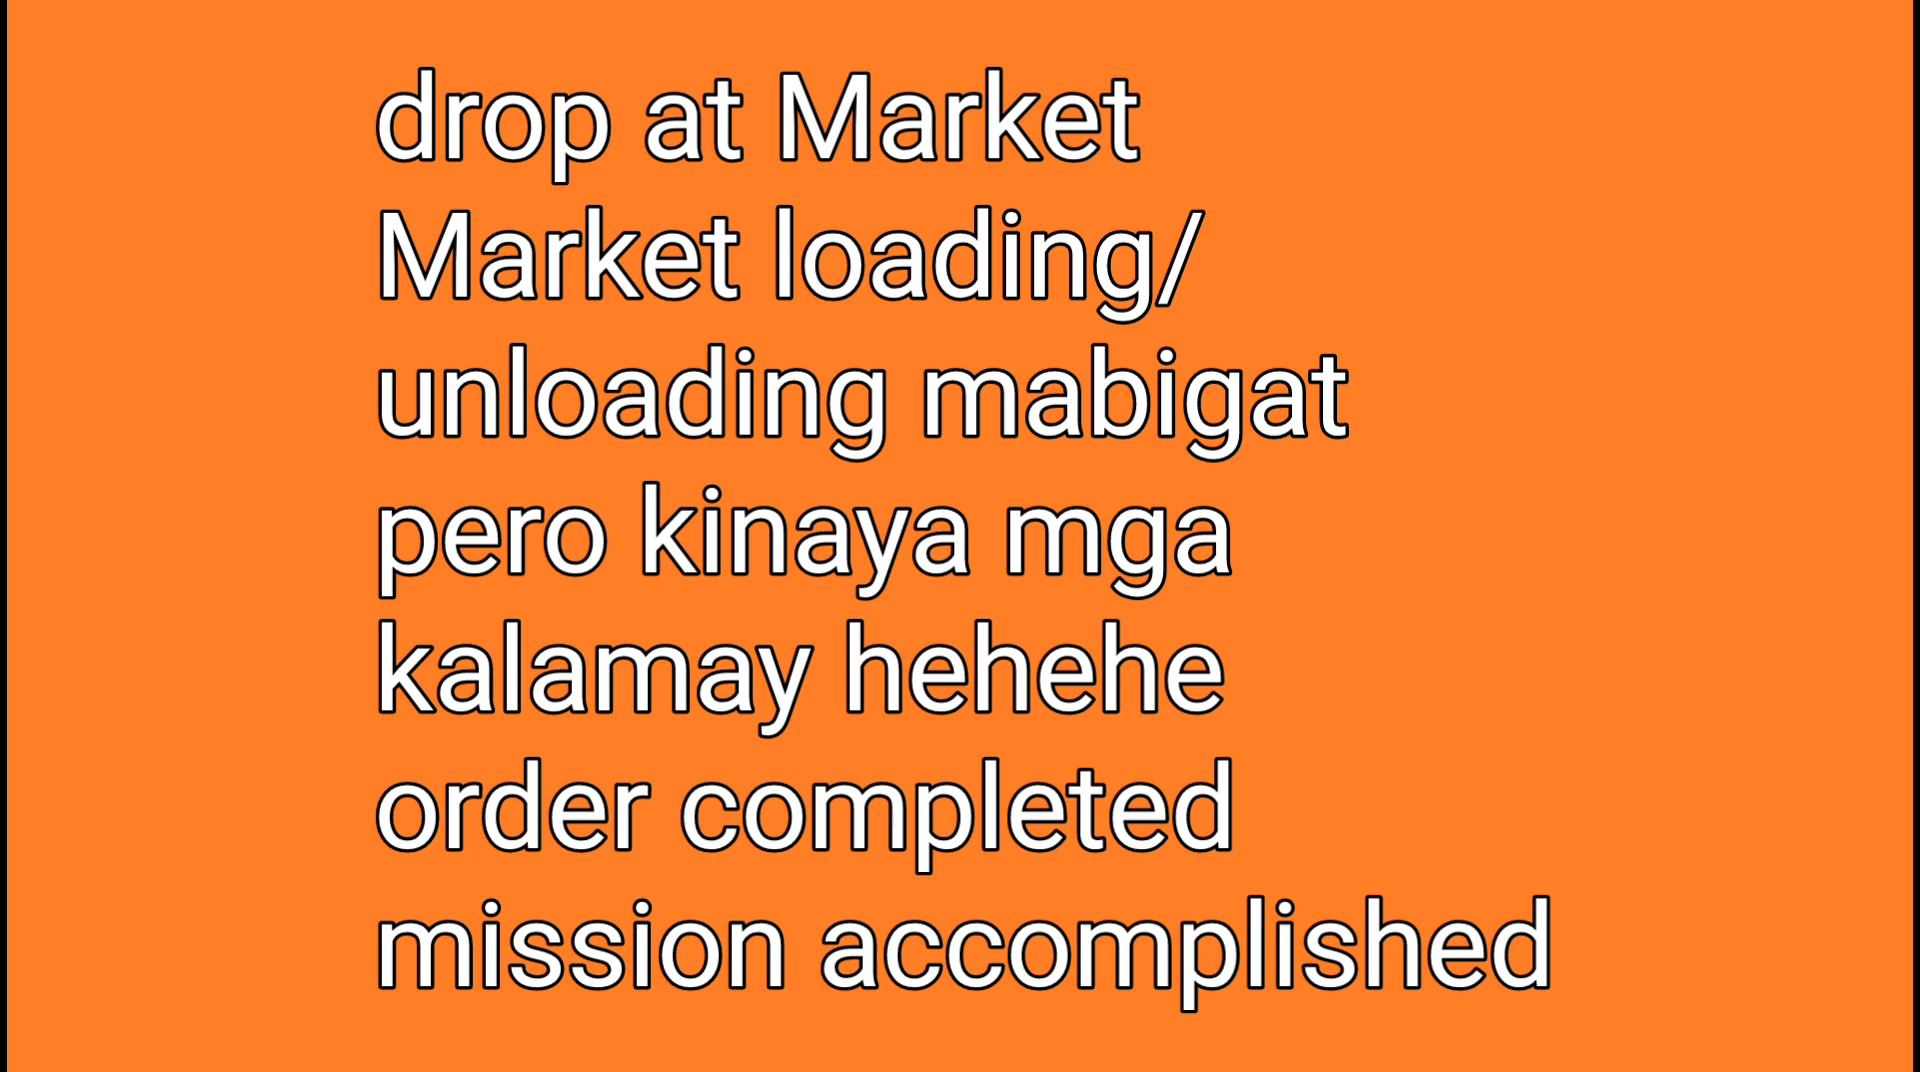 drop at Market
Market loading/
unloading mabigat
pero kinaya mga
kalamay hehehe
order completed
mission accomplished